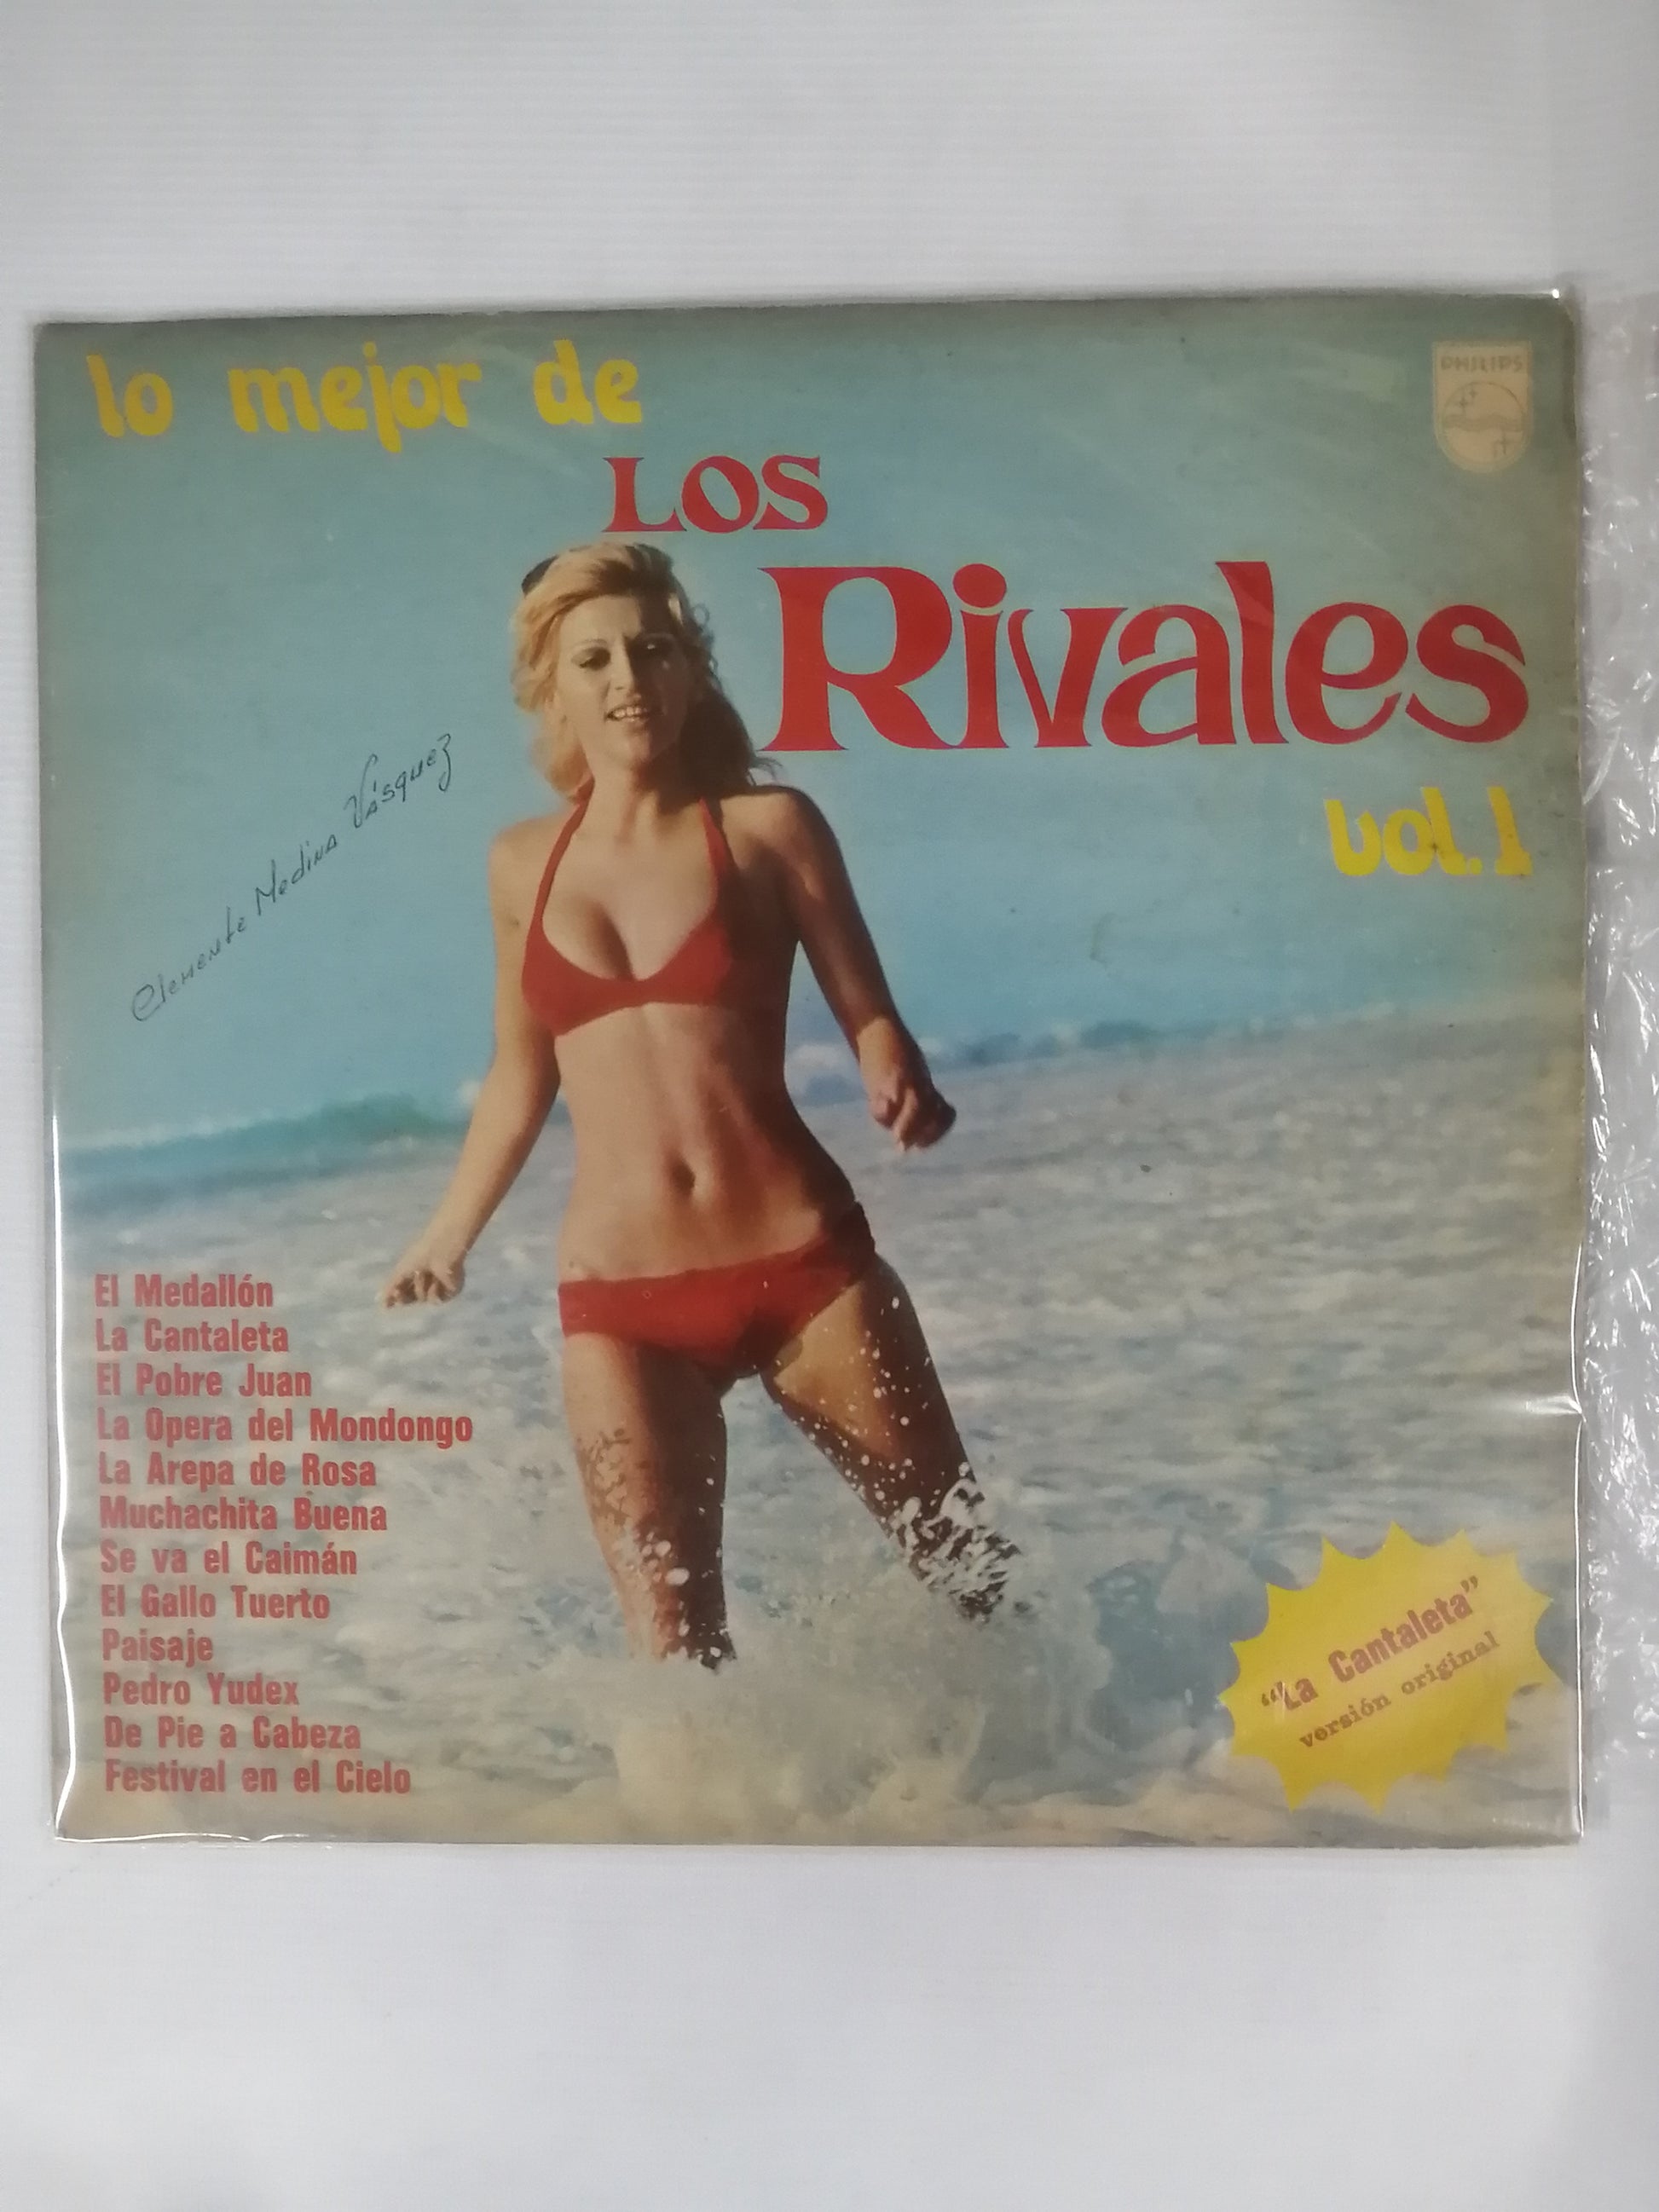 lo mejor de
PHILIPS
LOS
Rivales
vol. 1
Clemente Medina Vásquez
El Medallón
La Cantaleta
El Pobre Juan
La Opera del Mondongo
La Arepa de Rosa
Muchachita Buena
Se va el Caimán
El Gallo Tuerto
Paisaje
Pedro Yudex
De Pie a Cabeza
Festival en el Cielo
“La Cantaleta”
versión original